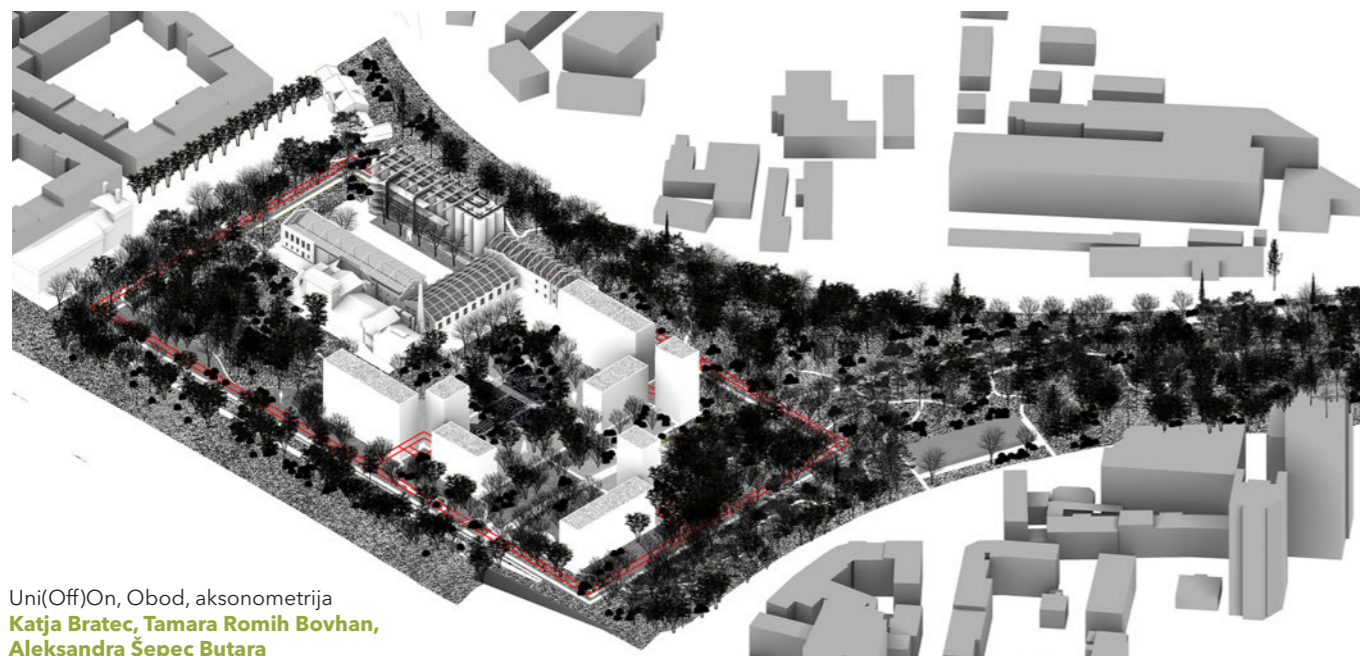 Uni(Off)On, Obod, aksonometrija
Katja Bratec, Tamara Romih Bovhan,
Aleksandra Šepec Butara